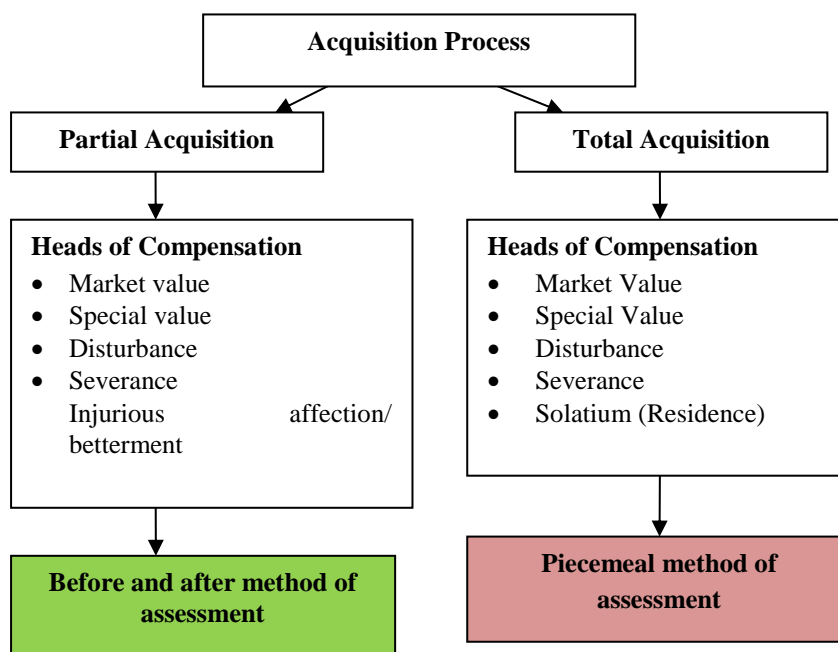 Acquisition Process
Partial Acquisition
Total Acquisition
Heads of Compensation
• Market value
• Special value
• Disturbance
• Severance
Injurious affection/
betterment
Heads of Compensation
• Market Value
• Special Value
• Disturbance
• Severance
• Solatium (Residence)
Before and after method of
assessment
Piecemeal method of
assessment